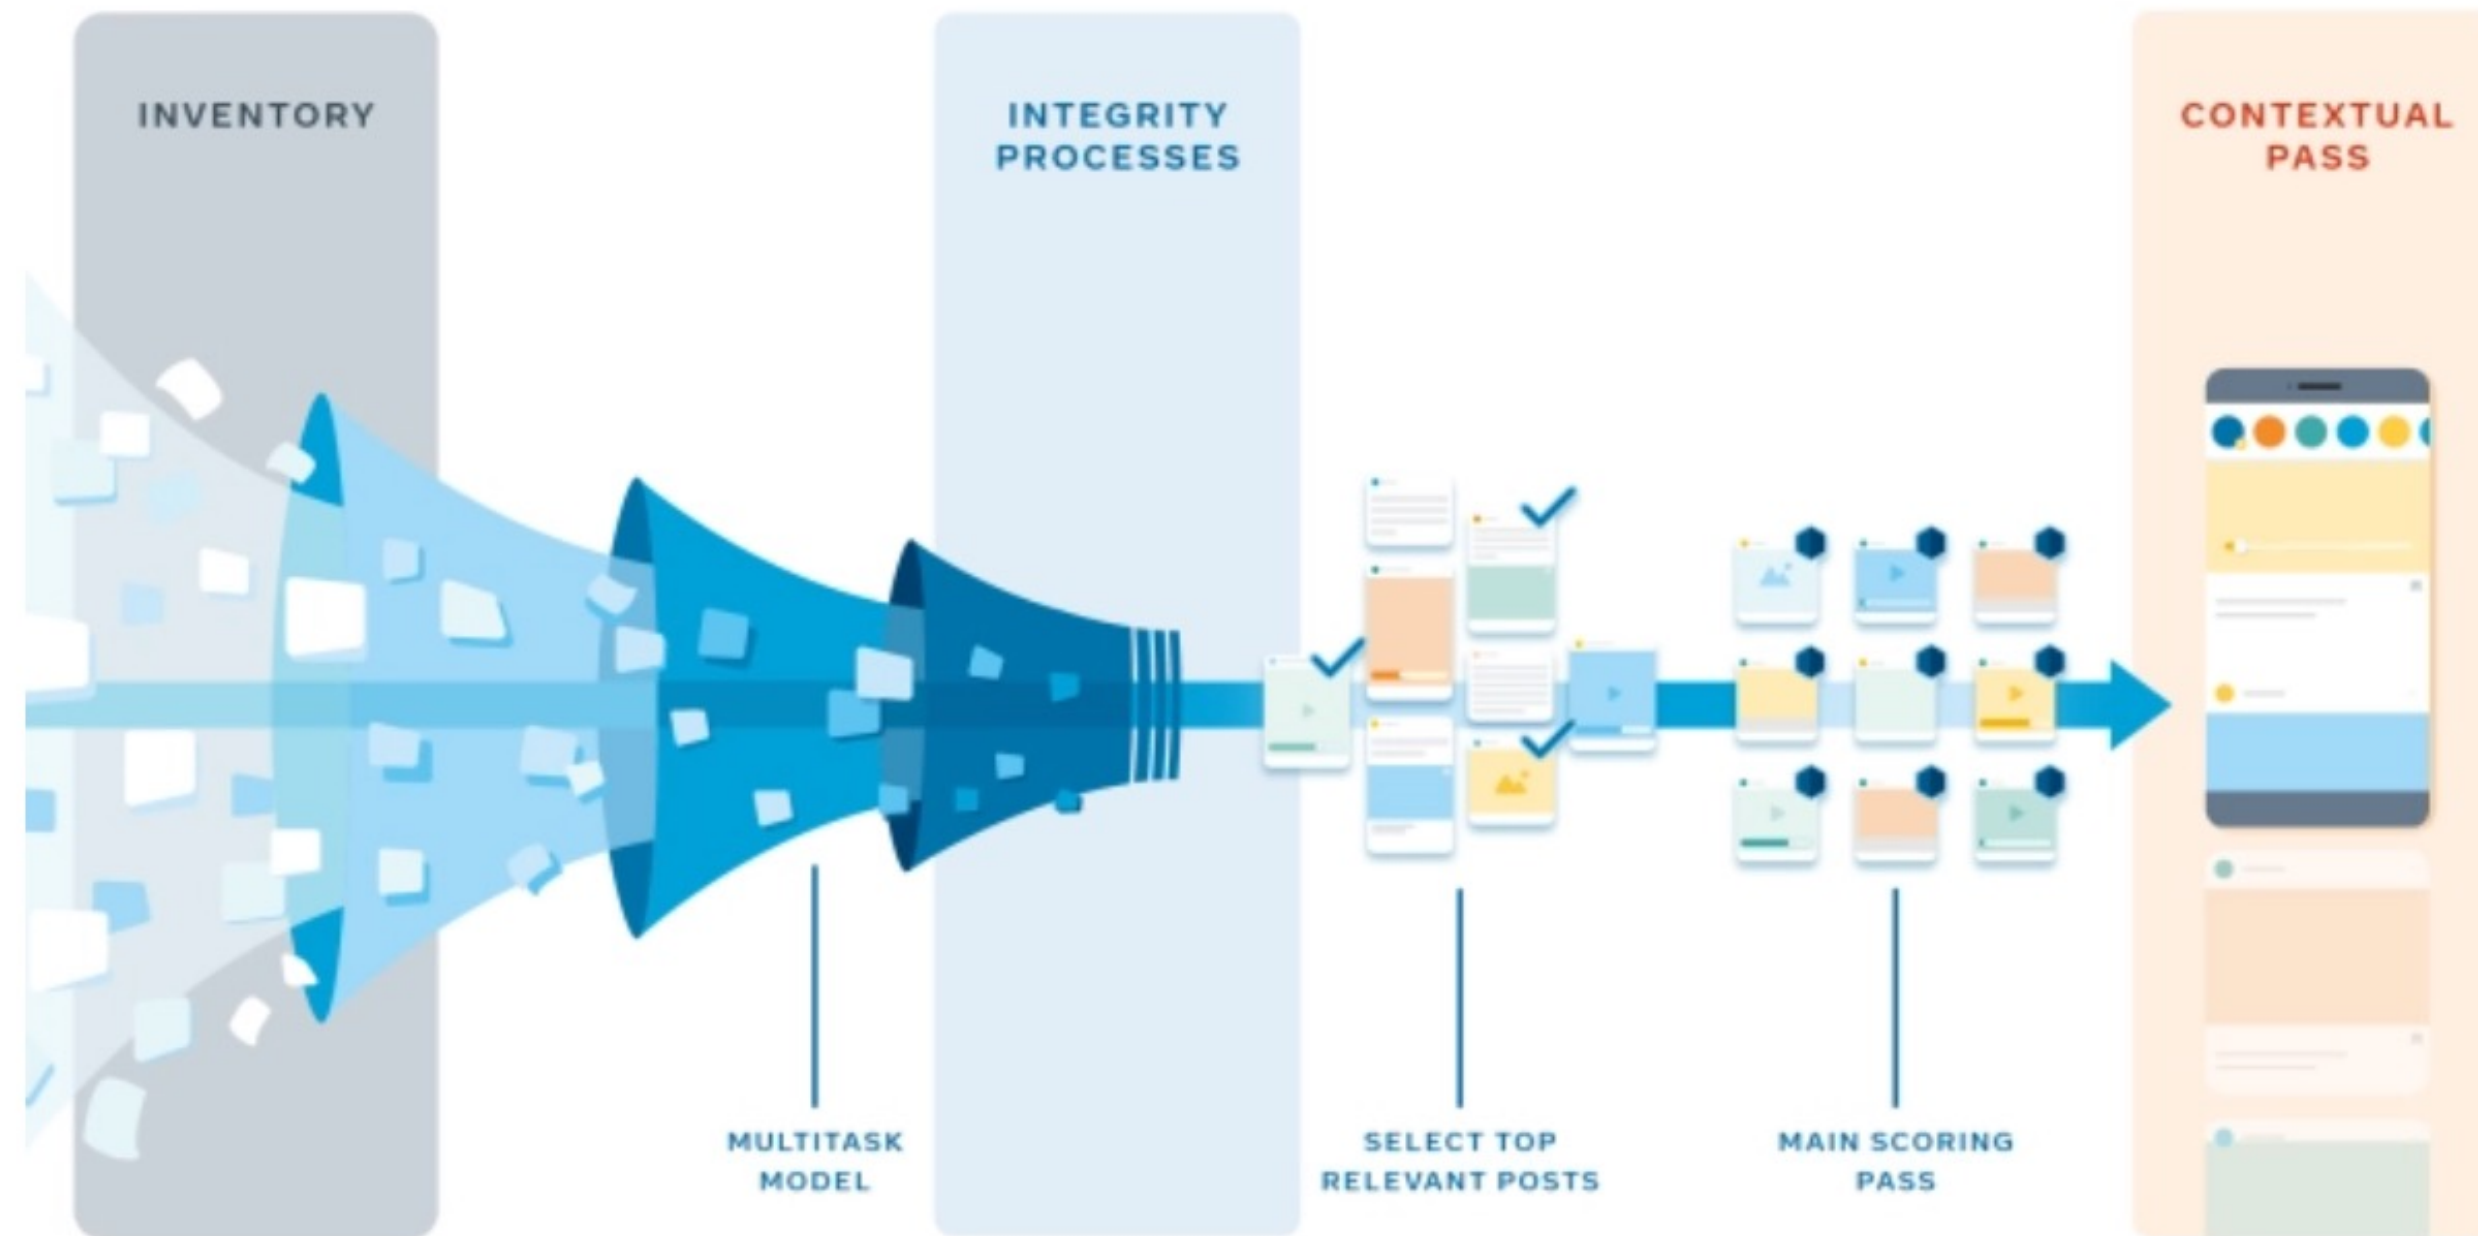 INVENTORY
INTEGRITY
PROCESSES
CONTEXTUAL
PASS
MULTITASK
MODEL
SELECT TOP
RELEVANT POSTS
MAIN SCORING
PASS